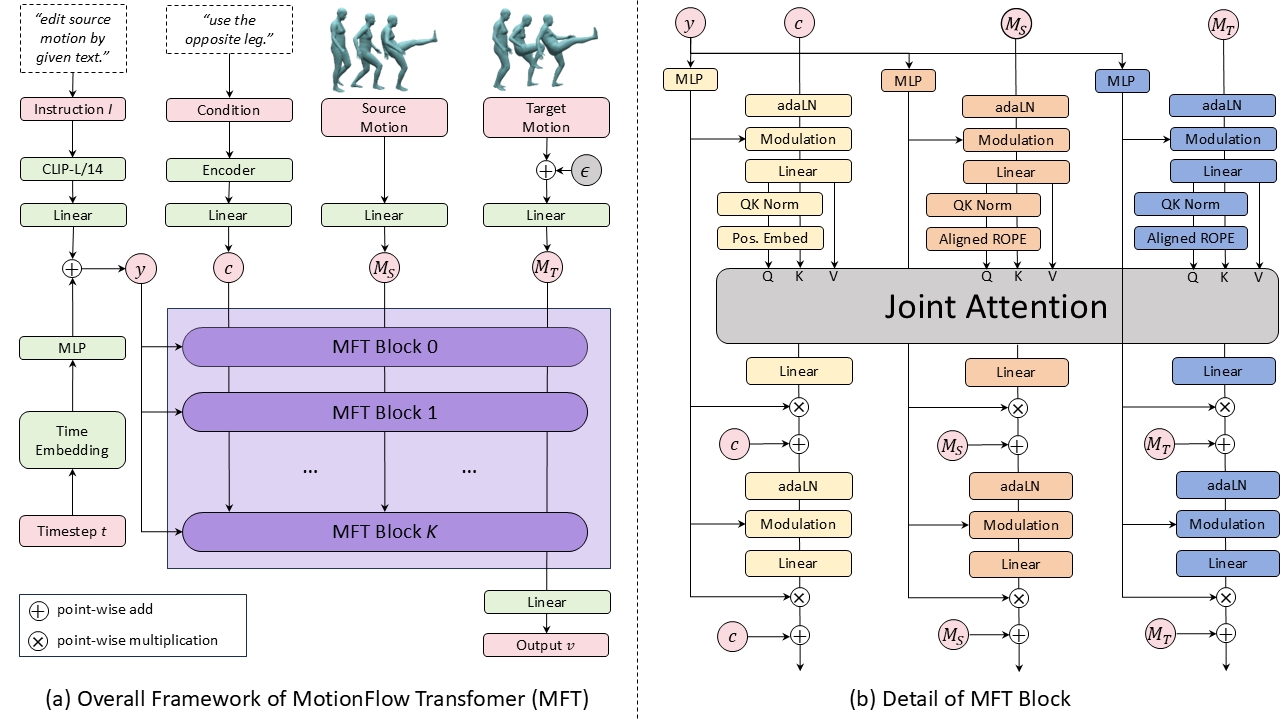 “edit source
motion by
given text.”
“use the
opposite leg.”
Instruction I
Condition
Source
Motion
Target
Motion
CLIP-L/14
Encoder
ϵ
Linear
Linear
Linear
Linear
y
c
M_S
M_T
MLP
MFT Block 0
MFT Block 1
Time
Embedding
...
...
Timestep t
MFT Block K
point-wise add
point-wise multiplication
Linear
Output v
(a) Overall Framework of MotionFlow Transfomer (MFT)
y
c
M_S
M_T
MLP
MLP
MLP
adaLN
adaLN
adaLN
Modulation
Modulation
Modulation
Linear
Linear
Linear
QK Norm
QK Norm
QK Norm
Pos. Embed
Aligned ROPE
Aligned ROPE
Q K V
Q K V
Q K V
Joint Attention
Linear
Linear
Linear
c
M_S
M_T
adaLN
adaLN
adaLN
Modulation
Modulation
Modulation
Linear
Linear
Linear
c
M_S
M_T
(b) Detail of MFT Block